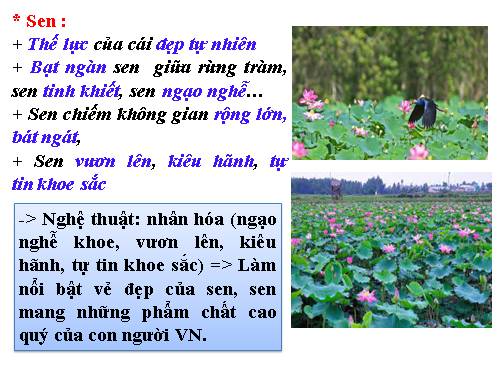 * Sen :
+ Thế lực của cái đẹp tự nhiên
+ Bạt ngàn sen giữa rừng tràm,
sen tinh khiết, sen ngạo nghễ...
+ Sen chiếm không gian rộng lớn,
bát ngát,
+ Sen vươn lên, kiêu hãnh, tự
tin khoe sắc
-> Nghệ thuật: nhân hóa (ngạo
nghễ khoe, vươn lên, kiêu
hãnh, tự tin khoe sắc) => Làm
nổi bật vẻ đẹp của sen, sen
mang những phẩm chất cao
quý của con người VN.